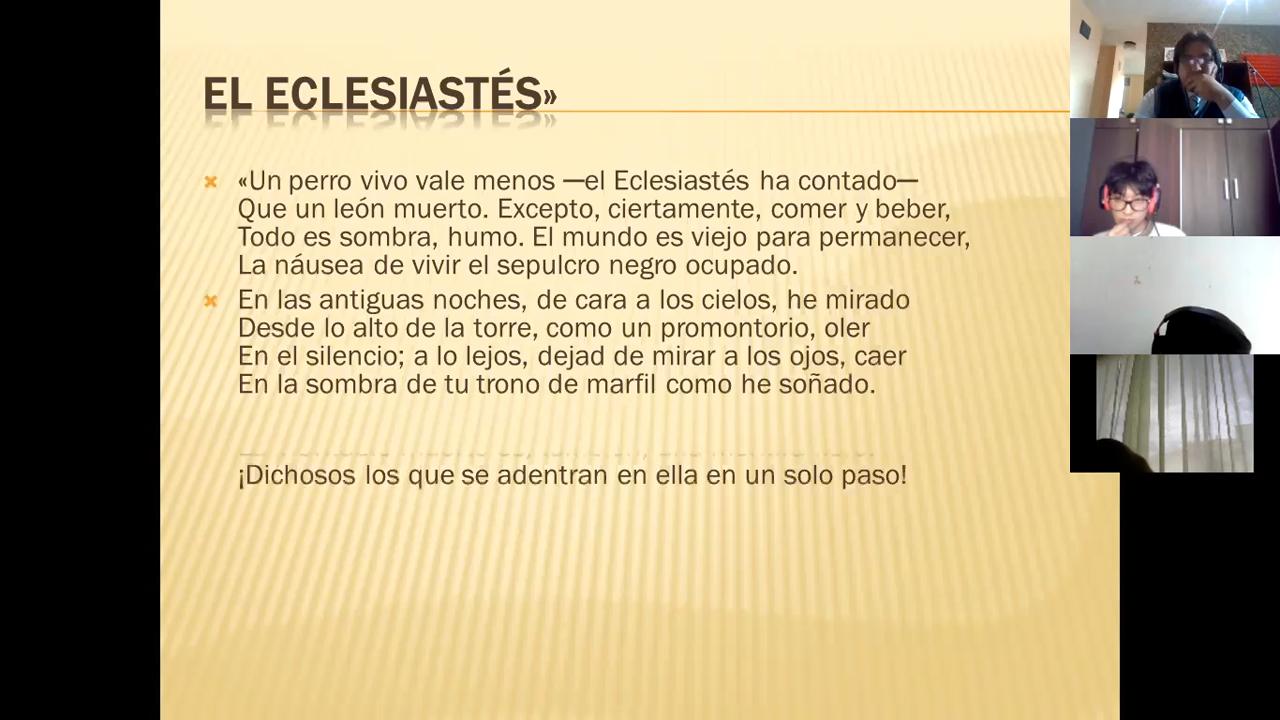 EL ECLESIASTÉS»
«Un perro vivo vale menos —el Eclesiastés ha contado—
Que un león muerto. Excepto, ciertamente, comer y beber,
Todo es sombra, humo. El mundo es viejo para permanecer,
La náusea de vivir el sepulcro negro ocupado.
En las antiguas noches, de cara a los cielos, he mirado
Desde lo alto de la torre, como un promontorio, oler
En el silencio; a lo lejos, dejad de mirar a los ojos, caer
En la sombra de tu trono de marfil como he soñado.
¡Dichosos los que se adentran en ella en un solo paso!